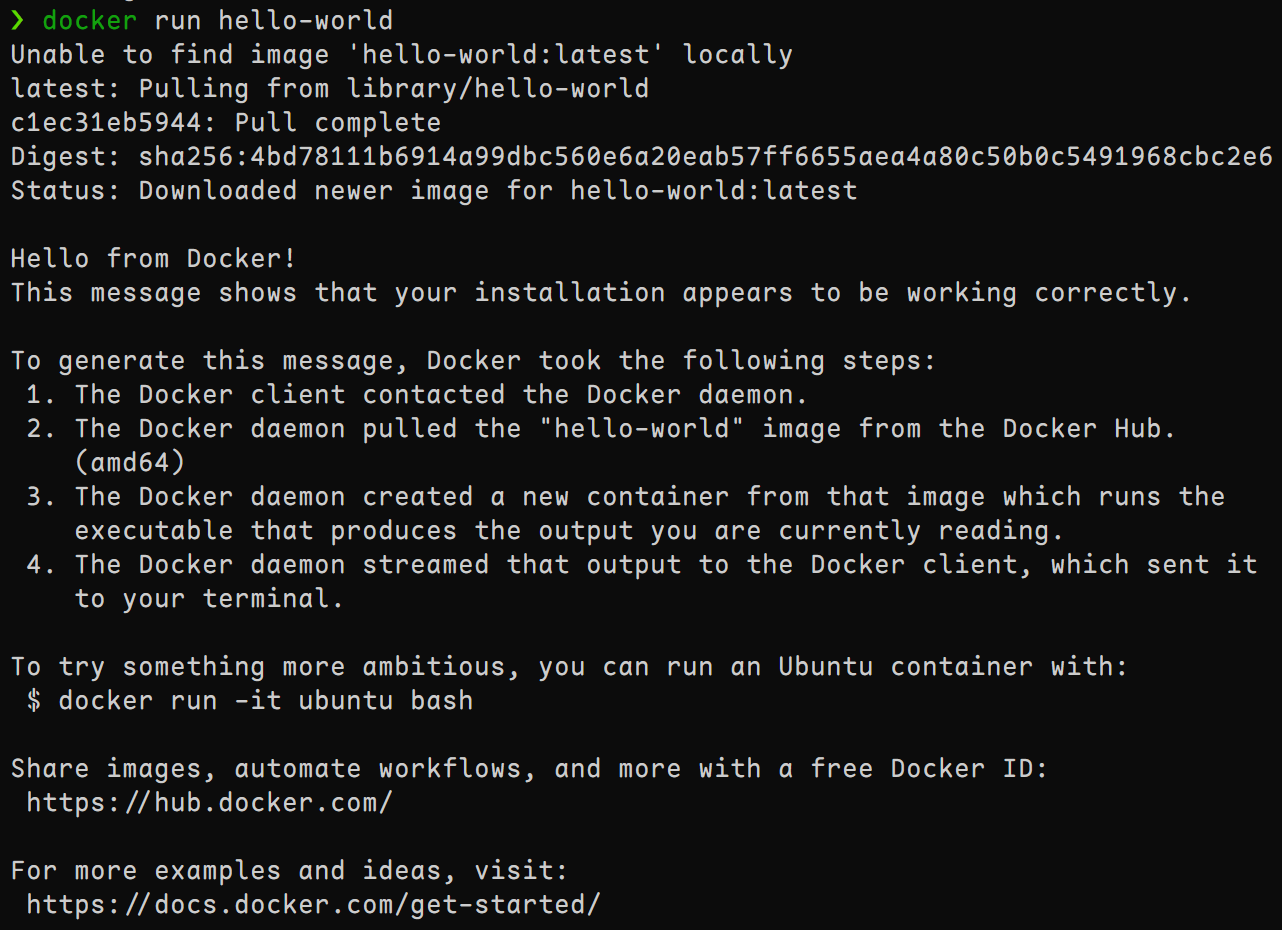 ❯ docker run hello-world
Unable to find image 'hello-world:latest' locally
latest: Pulling from library/hello-world
c1ec31eb5944: Pull complete
Digest: sha256:4bd78111b6914a99dbc560e6a20eab57ff6655aea4a80c50b0c5491968cbc2e6
Status: Downloaded newer image for hello-world:latest

Hello from Docker!
This message shows that your installation appears to be working correctly.

To generate this message, Docker took the following steps:
 1. The Docker client contacted the Docker daemon.
 2. The Docker daemon pulled the "hello-world" image from the Docker Hub.
    (amd64)
 3. The Docker daemon created a new container from that image which runs the
    executable that produces the output you are currently reading.
 4. The Docker daemon streamed that output to the Docker client, which sent it
    to your terminal.

To try something more ambitious, you can run an Ubuntu container with:
 $ docker run -it ubuntu bash

Share images, automate workflows, and more with a free Docker ID:
 https://hub.docker.com/

For more examples and ideas, visit:
 https://docs.docker.com/get-started/